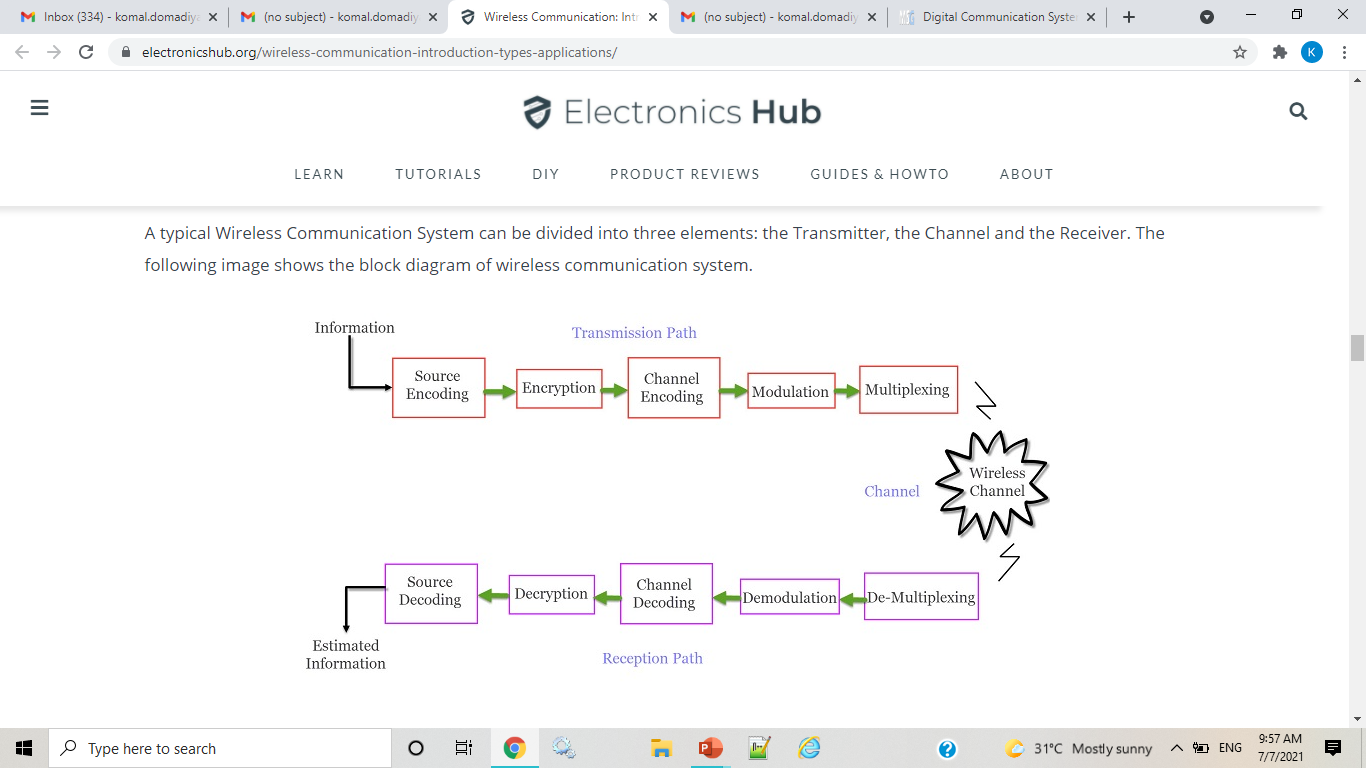 Inbox (334) - komal.domadiya
(no subject) - komal.domadiy
Wireless Communication: Intr
(no subject) - komal.domadiy
Digital Communication Syste
electronicshub.org/wireless-communication-introduction-types-applications/
K
Electronics Hub
LEARN TUTORIALS DIY PRODUCT REVIEWS GUIDES & HOWTO ABOUT
A typical Wireless Communication System can be divided into three elements: the Transmitter, the Channel and the Receiver. The
following image shows the block diagram of wireless communication system.
Information
Transmission Path
Source
Encoding
Encryption
Channel
Encoding
Modulation
Multiplexing
Wireless
Channel
Channel
Source
Decoding
Decryption
Channel
Decoding
Demodulation
De-Multiplexing
Estimated
Information
Reception Path
Type here to search
31°C Mostly sunny
ENG
9:57 AM
7/7/2021